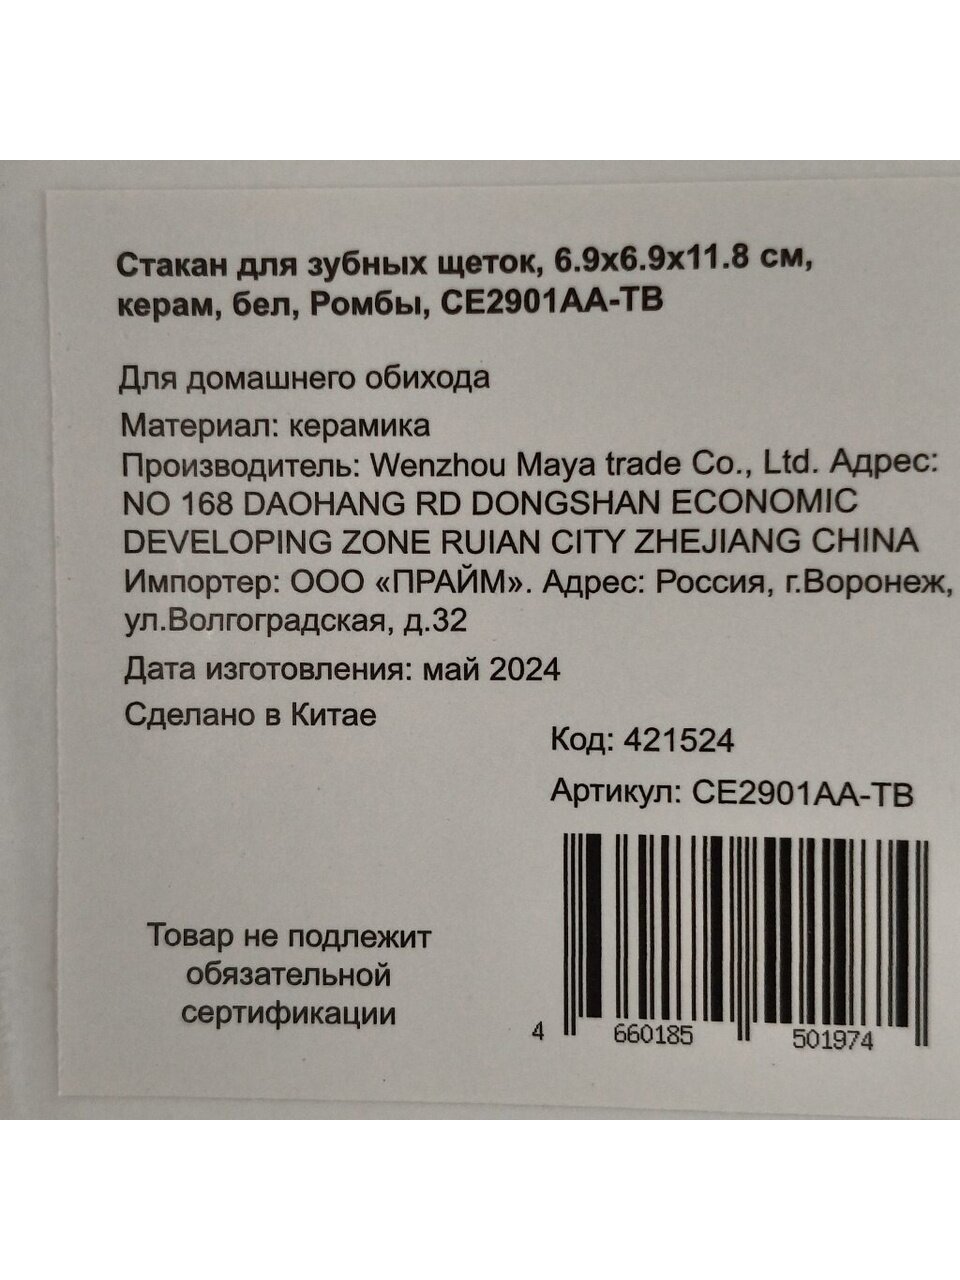 Стакан для зубных щеток, 6.9х6.9х11.8 см,
керам, бел, Ромбы, CE2901AA-TB
Для домашнего обихода
Материал: керамика
Производитель: Wenzhou Maya trade Co., Ltd. Адрес:
NO 168 DAOHANG RD DONGSHAN ECONOMIC
DEVELOPING ZONE RUIAN CITY ZHEJIANG CHINA
Импортер: ООО «ПРАЙМ». Адрес: Россия, г.Воронеж,
ул.Волгоградская, д.32
Дата изготовления: май 2024
Сделано в Китае
Код: 421524
Артикул: CE2901AA-TB
Товар не подлежит
обязательной
сертификации
4 660185 501974